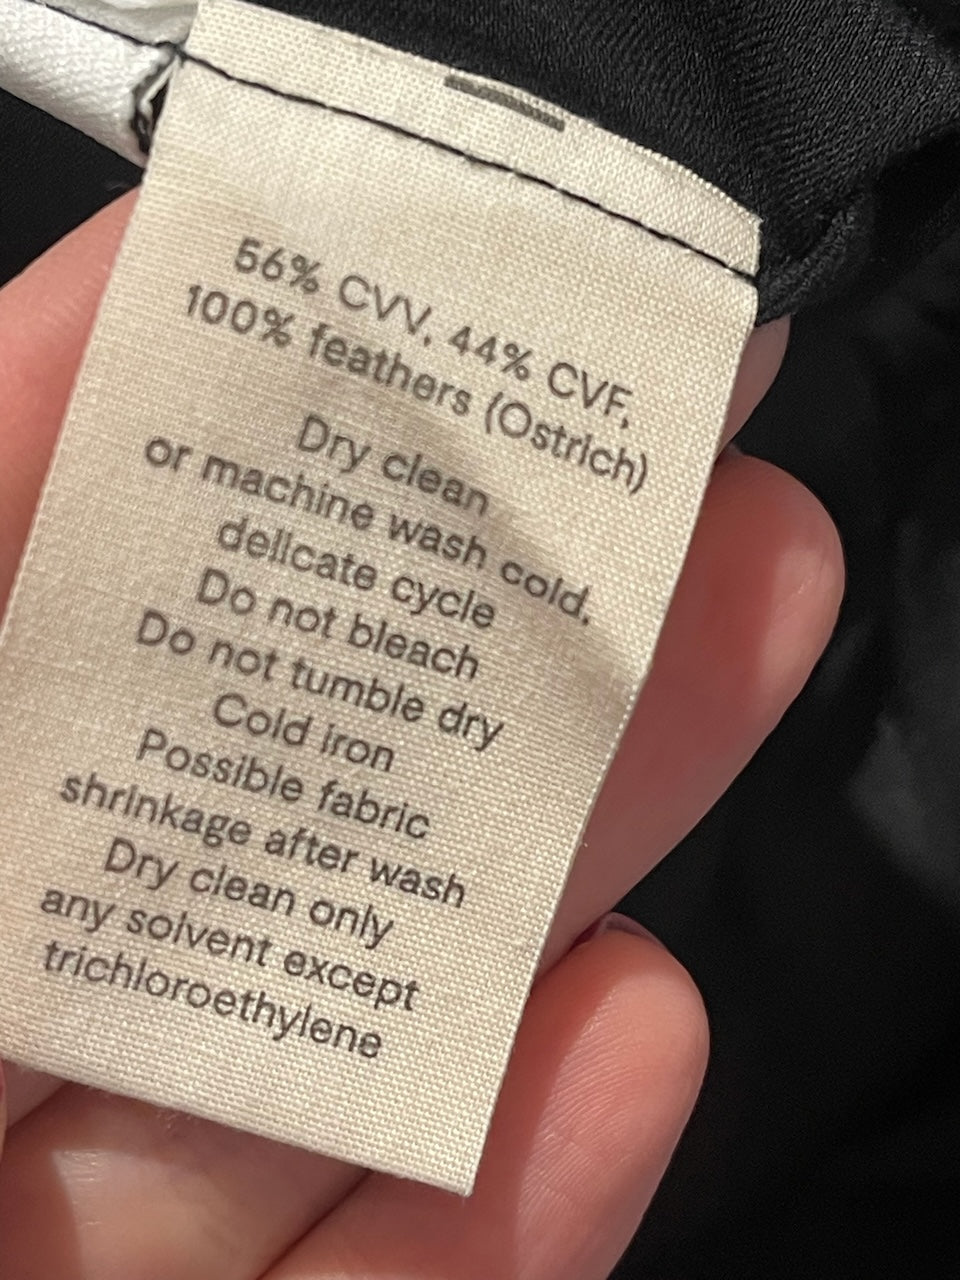 56% CVV, 44% CVF,
100% feathers (Ostrich)
Dry clean
or machine wash cold,
delicate cycle
Do not bleach
Do not tumble dry
Cold iron
Possible fabric
shrinkage after wash
Dry clean only
any solvent except
trichloroethylene